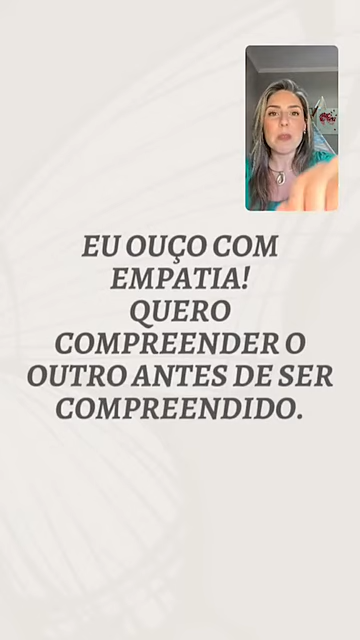 EU OUÇO COM
EMPATIA!
QUERO
COMPREENDER O
OUTRO ANTES DE SER
COMPREENDIDO.